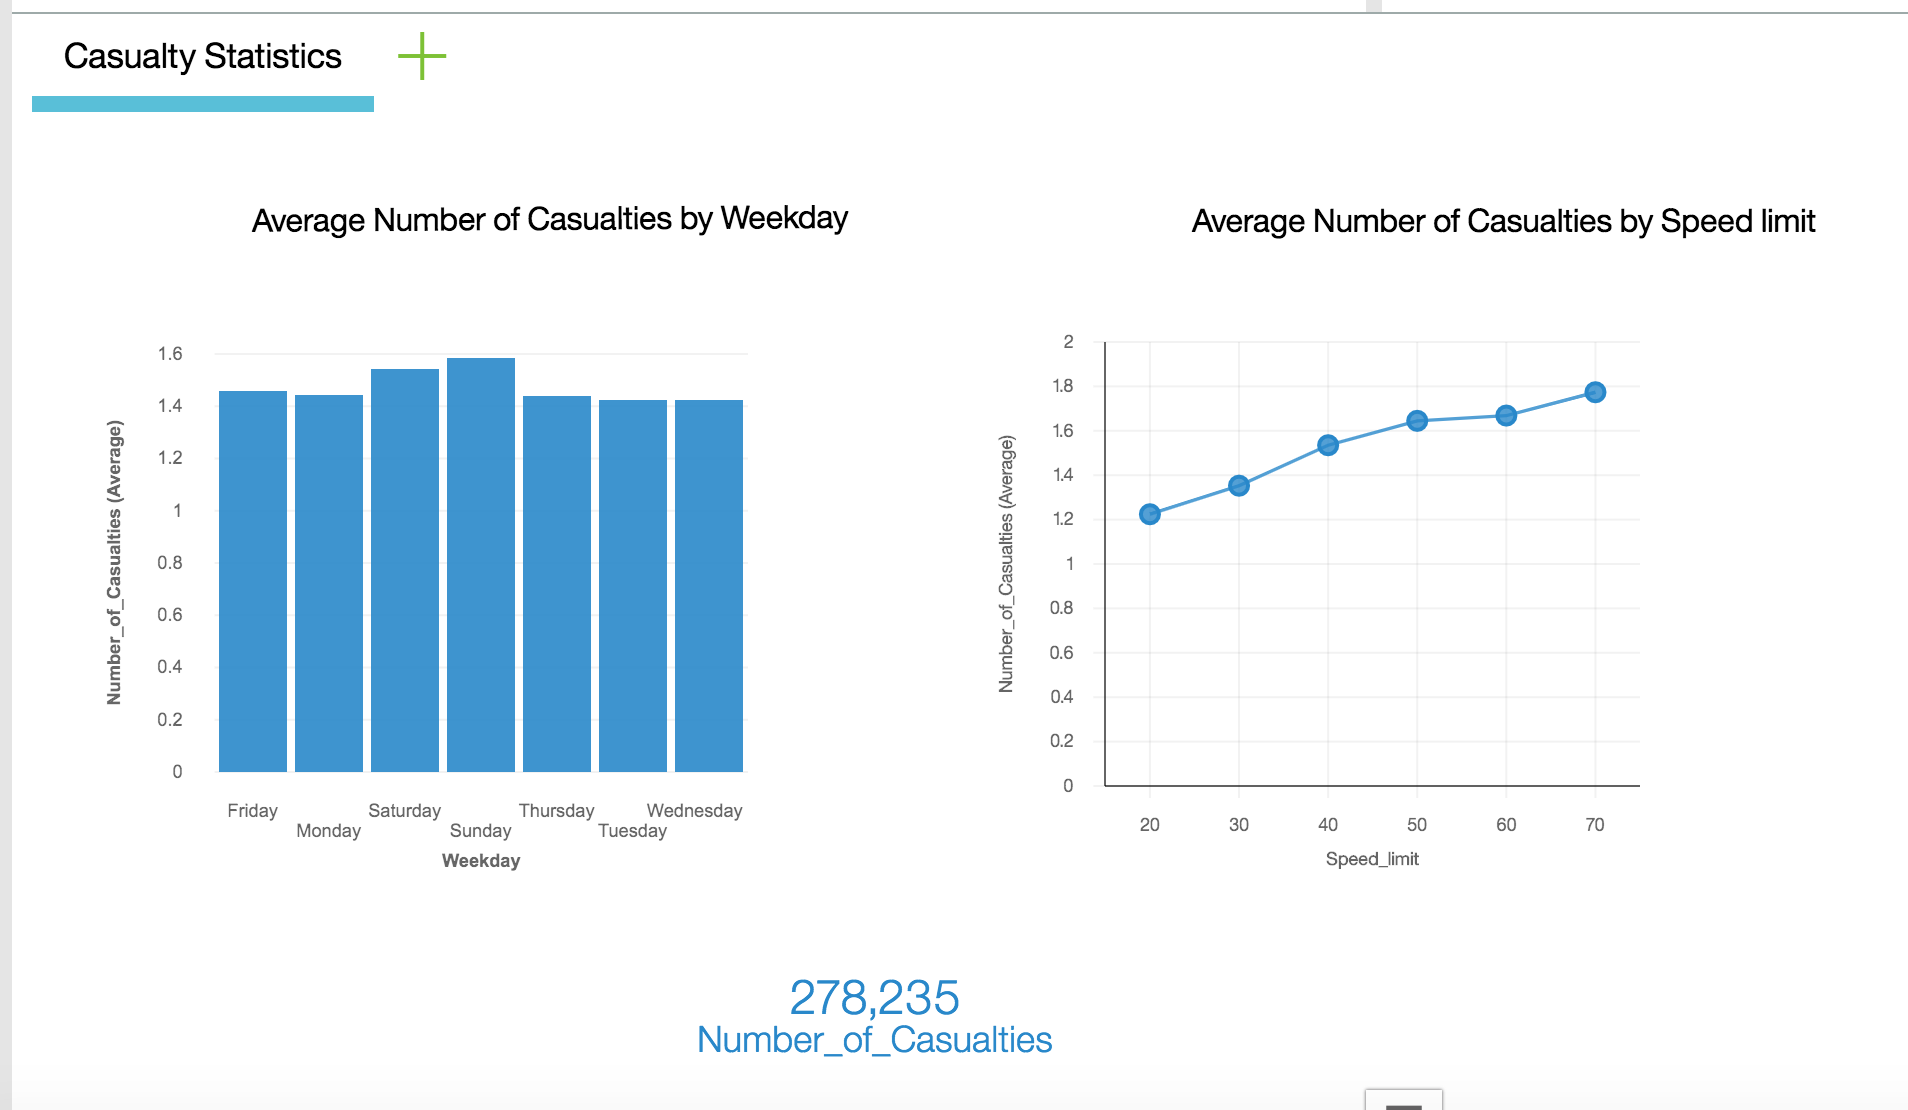 Casualty Statistics
Average Number of Casualties by Weekday
1.6
1.4
1.2
1
0.8
0.6
0.4
0.2
0
Number_of_Casualties (Average)
Friday
Monday
Saturday
Sunday
Thursday
Tuesday
Wednesday
Weekday
Average Number of Casualties by Speed limit
2
1.8
1.6
1.4
1.2
1
0.8
0.6
0.4
0.2
0
Number_of_Casualties (Average)
20 30 40 50 60 70
Speed_limit
278,235
Number_of_Casualties